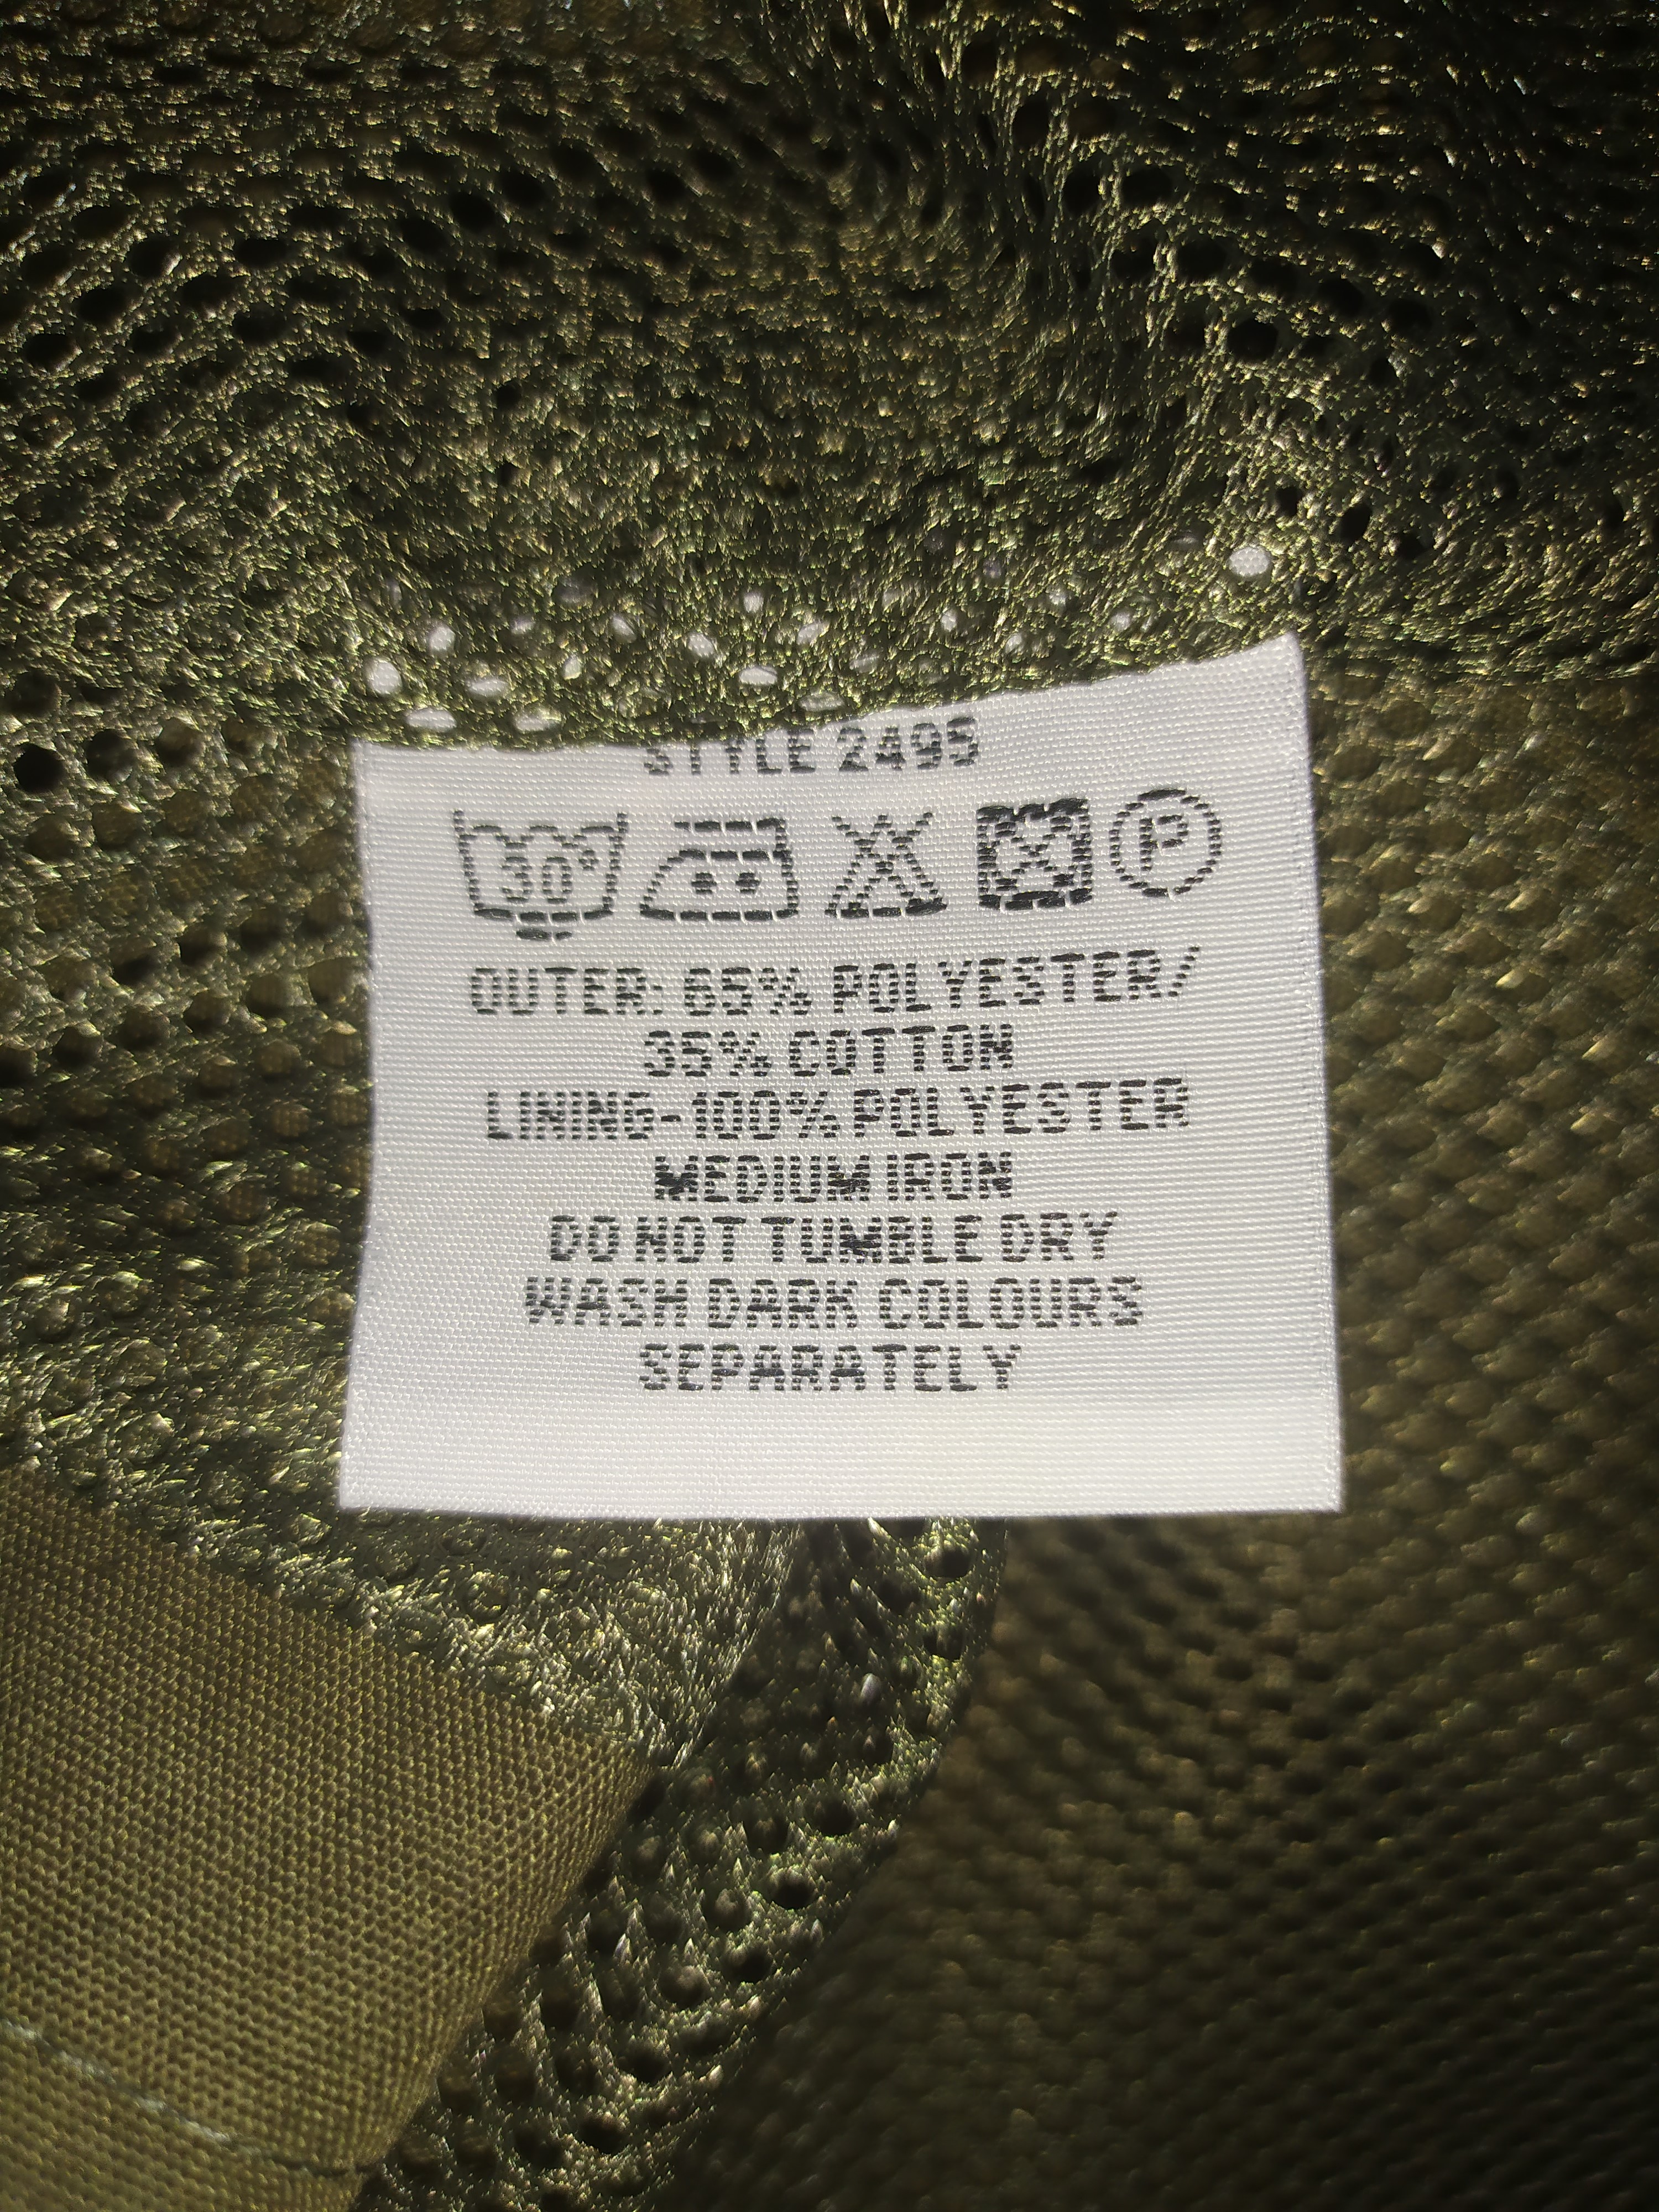 STYLE 2495
30°
P
OUTER: 65% POLYESTER/
35% COTTON
LINING-100% POLYESTER
MEDIUM IRON
DO NOT TUMBLE DRY
WASH DARK COLOURS
SEPARATELY